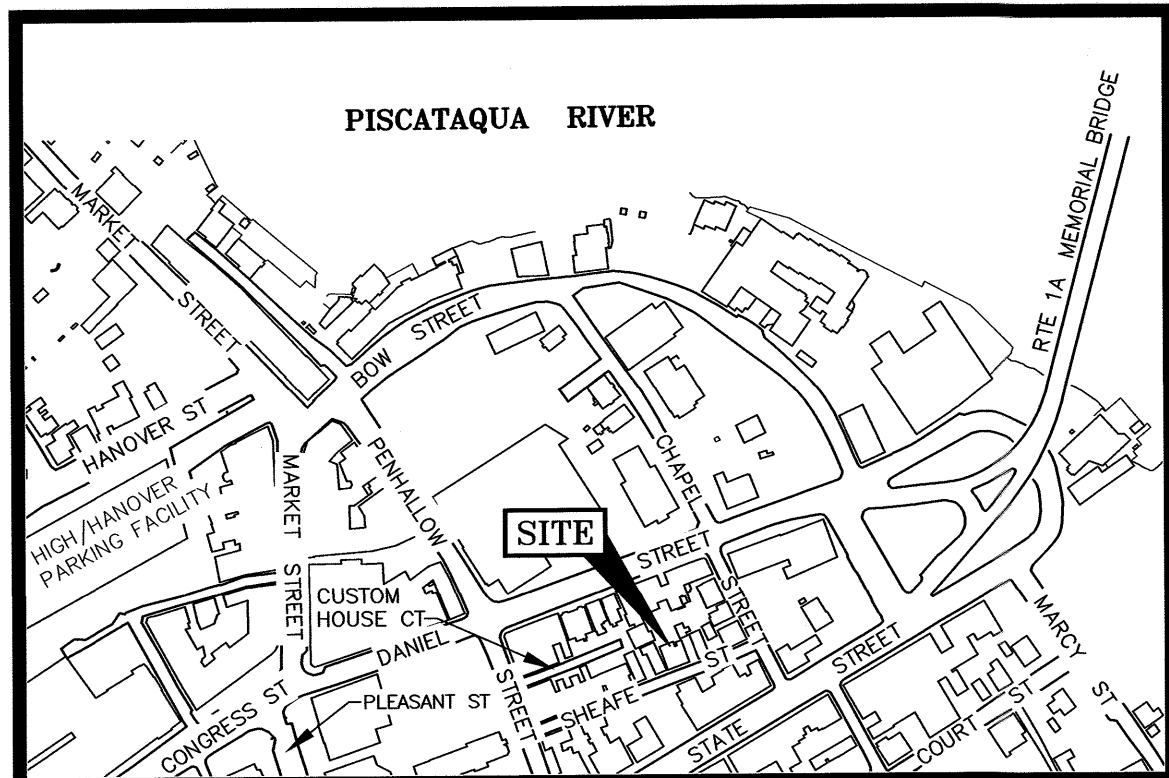 PISCATAQUA RIVER
RTE 1A MEMORIAL BRIDGE
MARKET
STREET
BOW STREET
HANOVER ST
HIGH/HANOVER
PARKING FACILITY
MARKET
STREET
PENHALLOW
STREET
CHAPEL
STREET
SITE
CUSTOM
HOUSE CT
DANIEL
STREET
CONGRESS ST
PLEASANT ST
SHEAFE ST
STATE
STREET
COURT ST
MARCY
ST